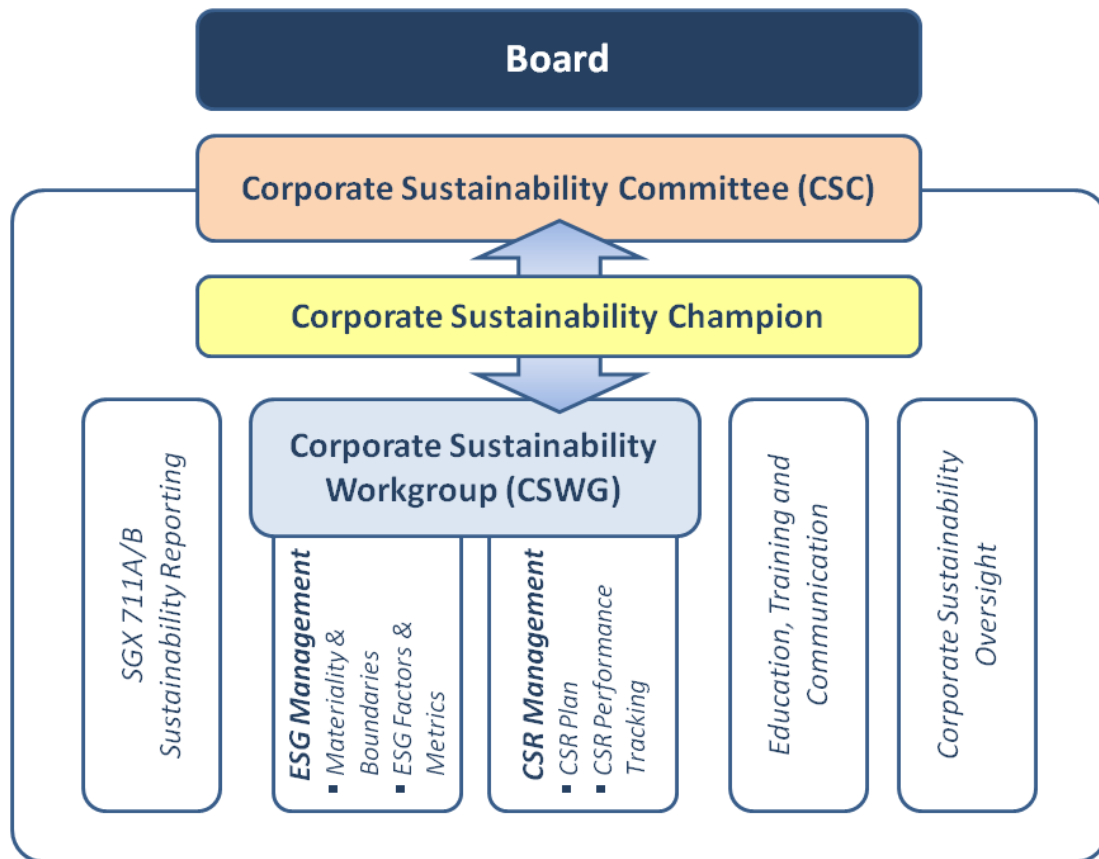 Board
Corporate Sustainability Committee (CSC)
Corporate Sustainability Champion
SGX 711A/B
Sustainability Reporting
Corporate Sustainability
Workgroup (CSWG)
ESG Management
▪ Materiality &
Boundaries
▪ ESG Factors &
Metrics
CSR Management
▪ CSR Plan
▪ CSR Performance
Tracking
Education, Training and
Communication
Corporate Sustainability
Oversight